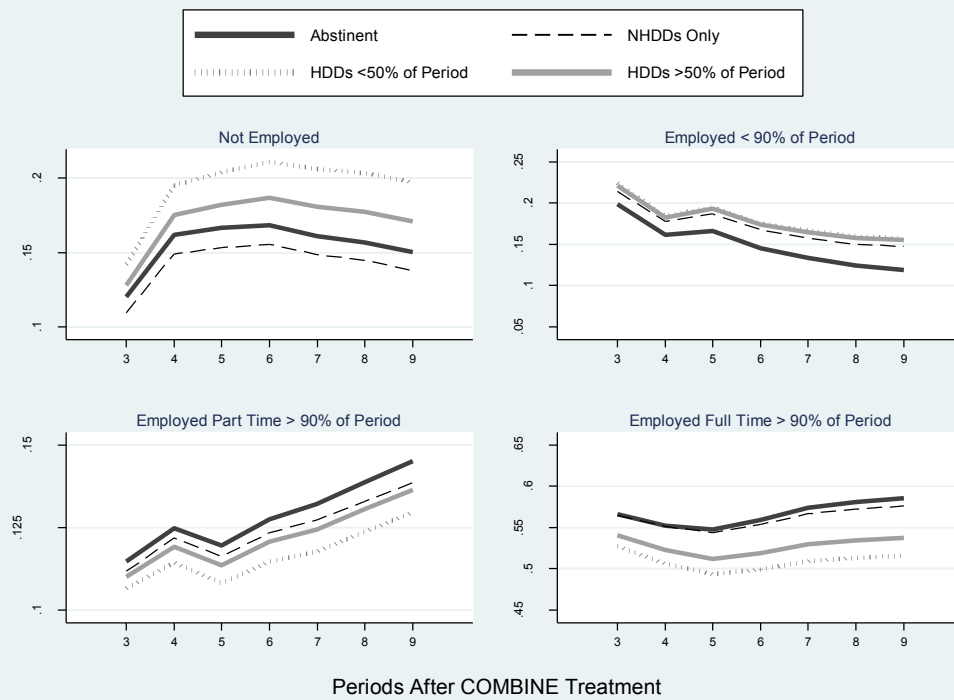 Abstinent
NHDDs Only
HDDs <50% of Period
HDDs >50% of Period
Not Employed
.2
.15
.1
3 4 5 6 7 8 9
Employed < 90% of Period
.25
.2
.15
.1
.05
3 4 5 6 7 8 9
Employed Part Time > 90% of Period
.15
.125
.1
3 4 5 6 7 8 9
Employed Full Time > 90% of Period
.65
.6
.55
.5
.45
3 4 5 6 7 8 9
Periods After COMBINE Treatment